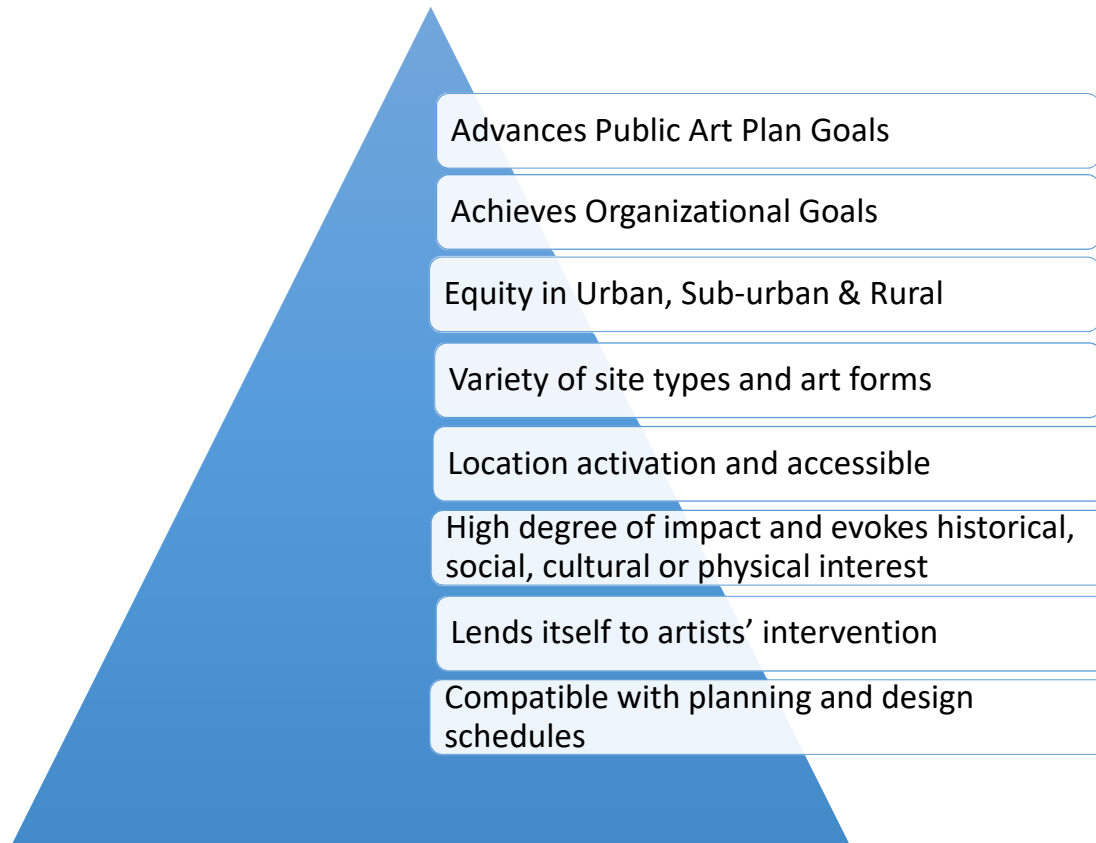 Advances Public Art Plan Goals
Achieves Organizational Goals
Equity in Urban, Sub-urban & Rural
Variety of site types and art forms
Location activation and accessible
High degree of impact and evokes historical,
social, cultural or physical interest
Lends itself to artists’ intervention
Compatible with planning and design
schedules